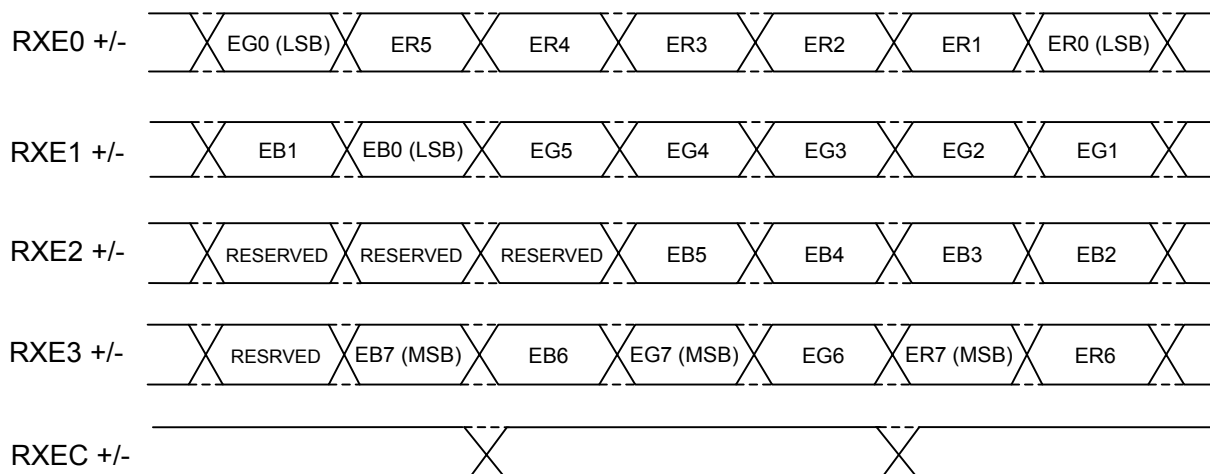 RXE0 +/- EG0 (LSB) ER5 ER4 ER3 ER2 ER1 ER0 (LSB)
RXE1 +/- EB1 EB0 (LSB) EG5 EG4 EG3 EG2 EG1
RXE2 +/- RESERVED RESERVED RESERVED EB5 EB4 EB3 EB2
RXE3 +/- RESRVED EB7 (MSB) EB6 EG7 (MSB) EG6 ER7 (MSB) ER6
RXEC +/-